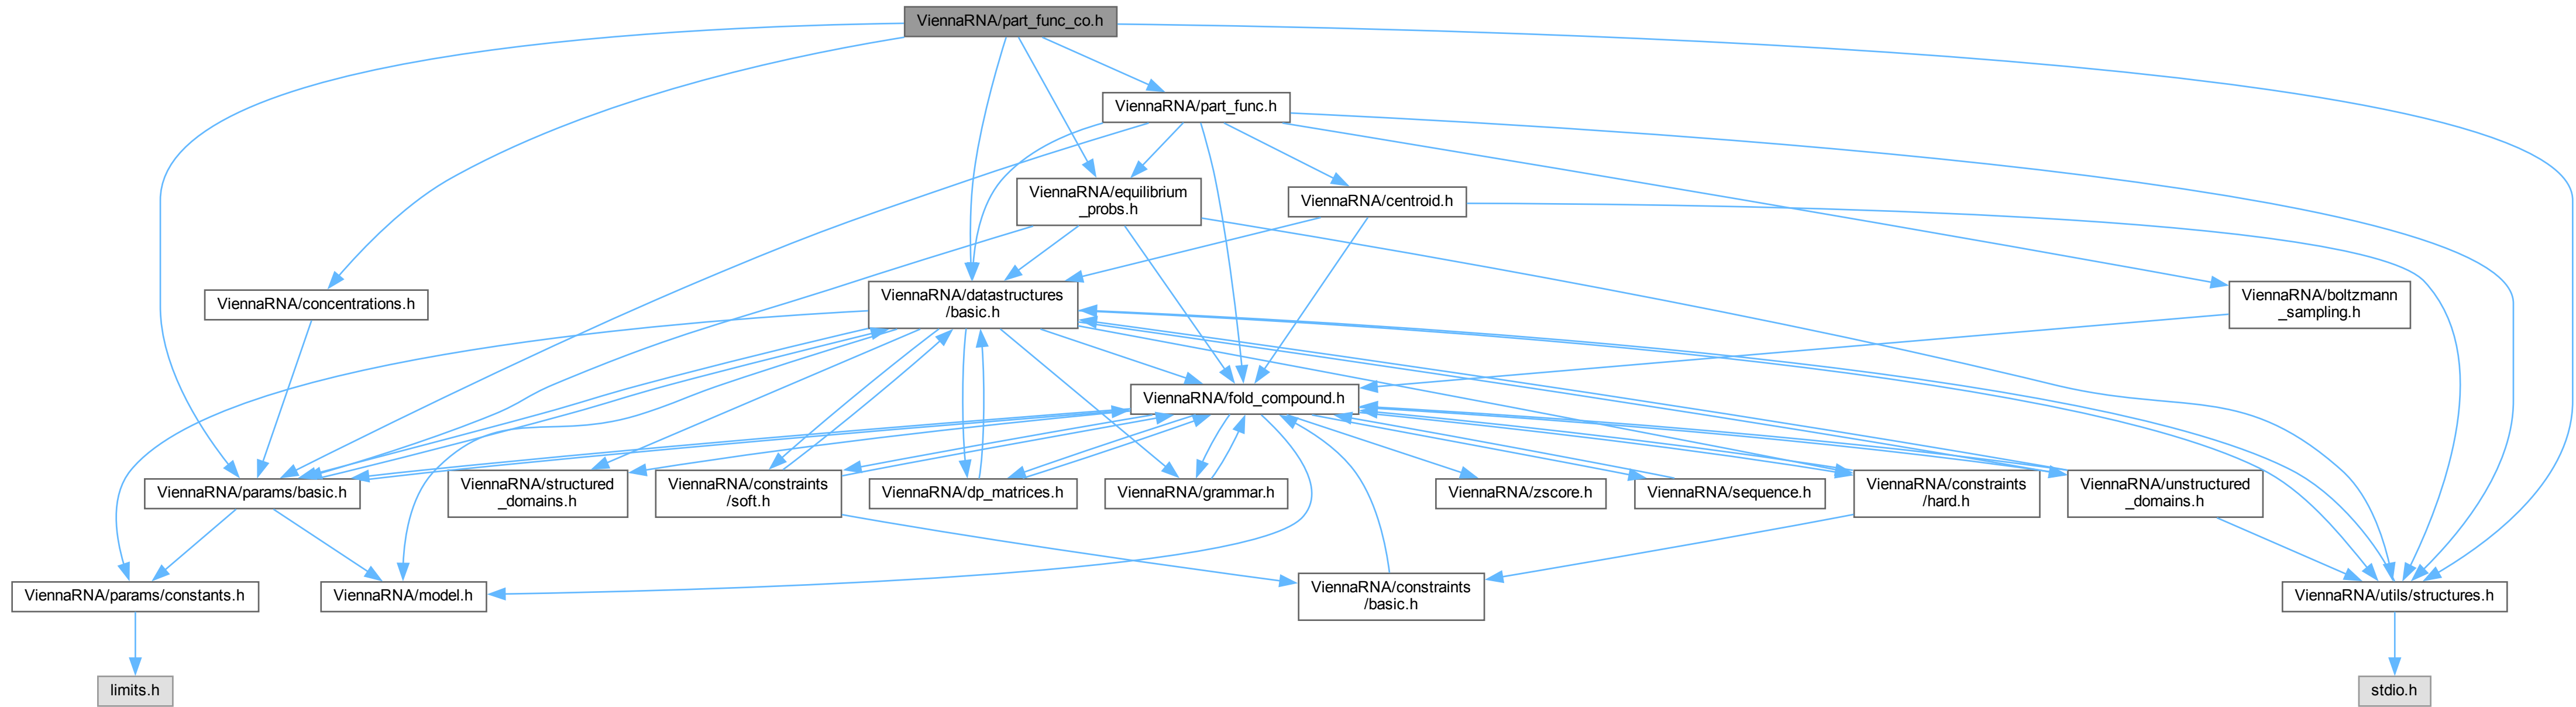 ViennaRNA/part_func_co.h
ViennaRNA/part_func.h
ViennaRNA/equilibrium
_probs.h
ViennaRNA/centroid.h
ViennaRNA/concentrations.h
ViennaRNA/datastructures
/basic.h
ViennaRNA/boltzmann
_sampling.h
ViennaRNA/fold_compound.h
ViennaRNA/params/basic.h
ViennaRNA/structured
_domains.h
ViennaRNA/constraints
/soft.h
ViennaRNA/dp_matrices.h
ViennaRNA/grammar.h
ViennaRNA/zscore.h
ViennaRNA/sequence.h
ViennaRNA/constraints
/hard.h
ViennaRNA/unstructured
_domains.h
ViennaRNA/params/constants.h
ViennaRNA/model.h
ViennaRNA/constraints
/basic.h
ViennaRNA/utils/structures.h
limits.h
stdio.h